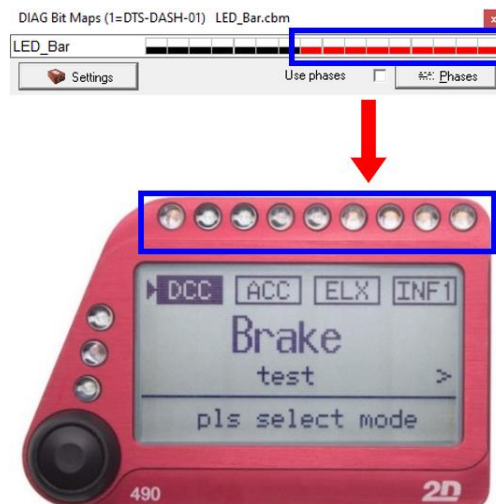 DIAG Bit Maps (1=DTS-DASH-01) LED_Bar.cbm x
LED_Bar
Settings Use phases Phases
DCC ACC ELX INF1
Brake
test >
pls select mode
490 2D